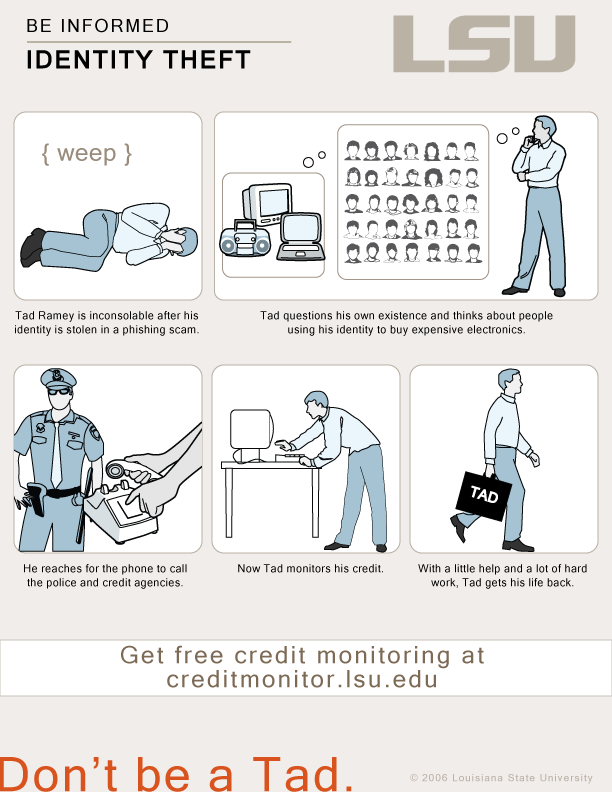 BE INFORMED
IDENTITY THEFT
LSU
{ weep }
Tad Ramey is inconsolable after his
identity is stolen in a phishing scam.
Tad questions his own existence and thinks about people
using his identity to buy expensive electronics.
TAD
He reaches for the phone to call
the police and credit agencies.
Now Tad monitors his credit.
With a little help and a lot of hard
work, Tad gets his life back.
Get free credit monitoring at
creditmonitor.lsu.edu
Don't be a Tad.
© 2006 Louisiana State University